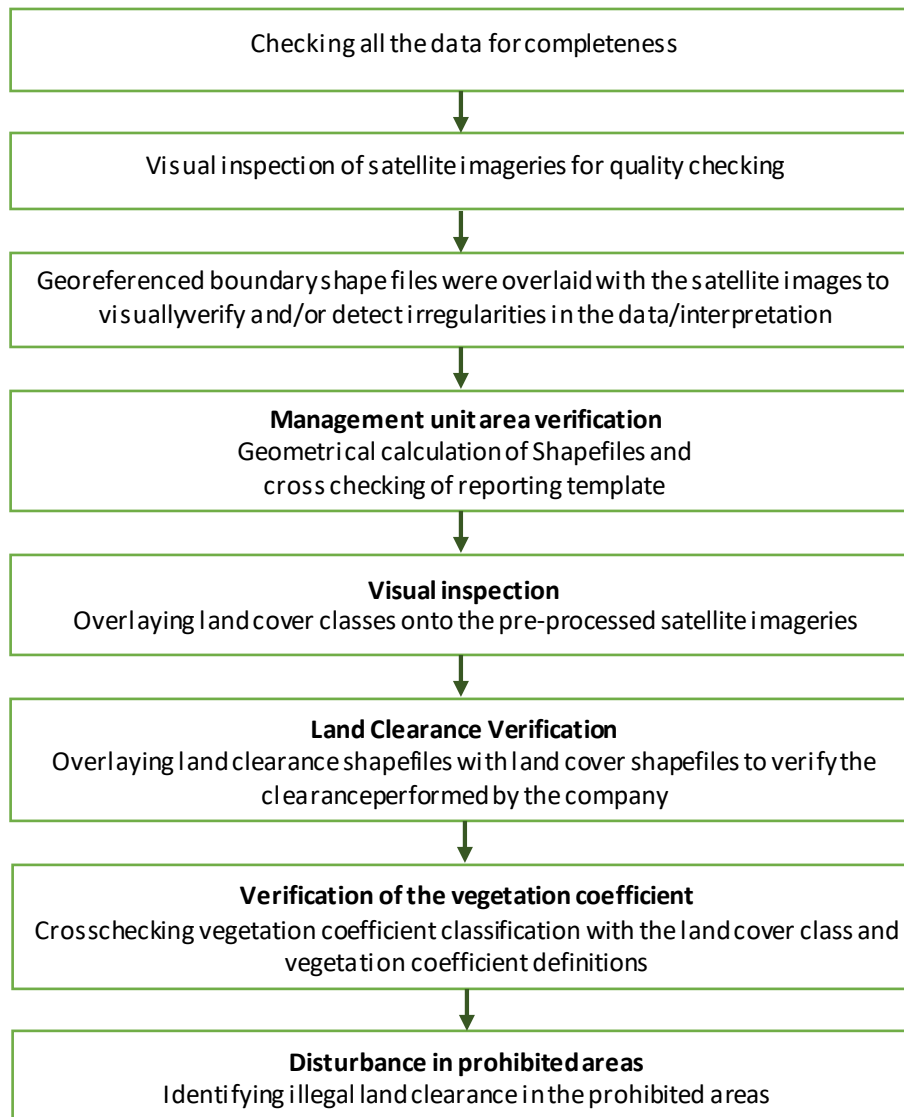 Checking all the data for completeness
Visual inspection of satellite imageries for quality checking
Georeferenced boundary shape files were overlaid with the satellite images to
visuallyverify and/or detect irregularities in the data/interpretation
Management unit area verification
Geometrical calculation of Shapefiles and
cross checking of reporting template
Visual inspection
Overlaying land cover classes onto the pre-processed satellite imageries
Land Clearance Verification
Overlaying land clearance shapefiles with land cover shapefiles to verify the
clearanceperformed by the company
Verification of the vegetation coefficient
Crosschecking vegetation coefficient classification with the land cover class and
vegetation coefficient definitions
Disturbance in prohibited areas
Identifying illegal land clearance in the prohibited areas